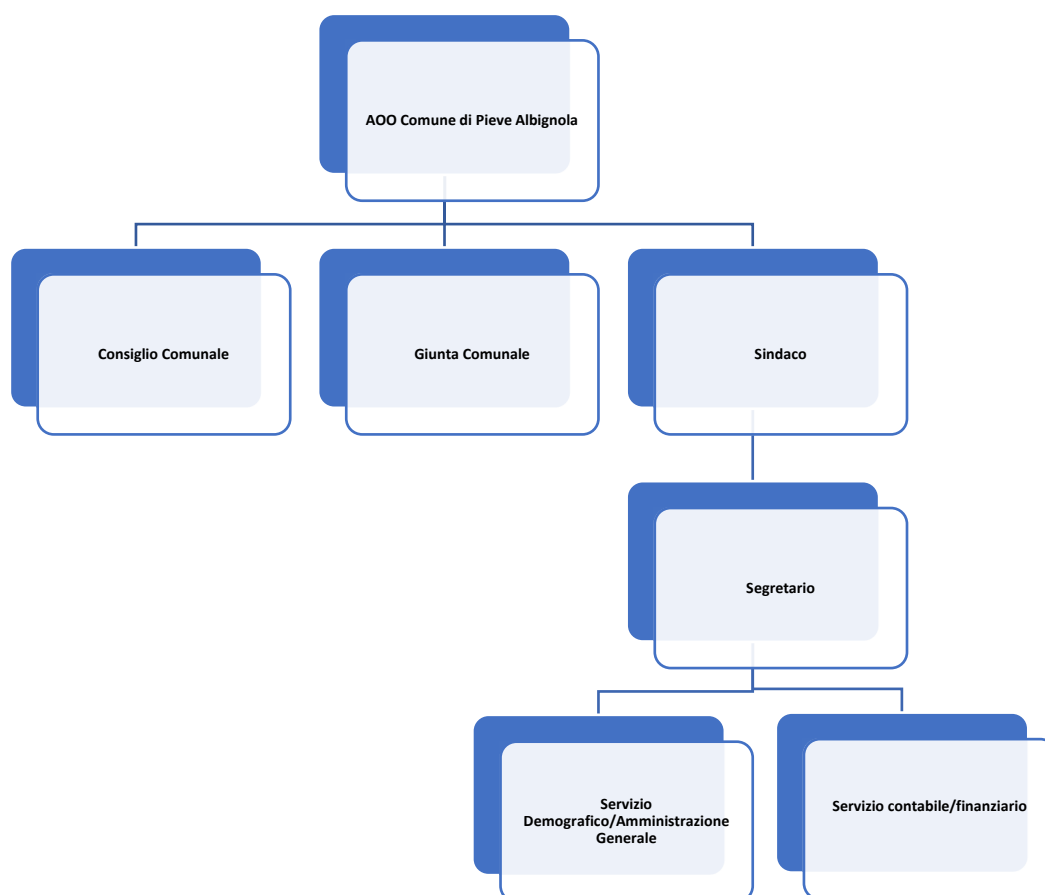 AOO Comune di Pieve Albignola
Consiglio Comunale
Giunta Comunale
Sindaco
Segretario
Servizio
Demografico/Amministrazione
Generale
Servizio contabile/finanziario